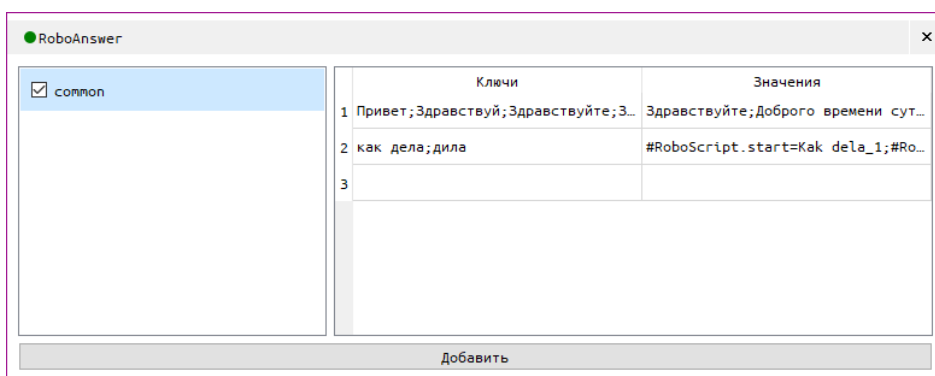 RoboAnswer
common
Ключи Значения
1 Привет;Здравствуй;Здравствуйте;З… Здравствуйте;Доброго времени сут…
2 как дела;дила #RoboScript.start=Kak dela_1;#Ro…
3
Добавить